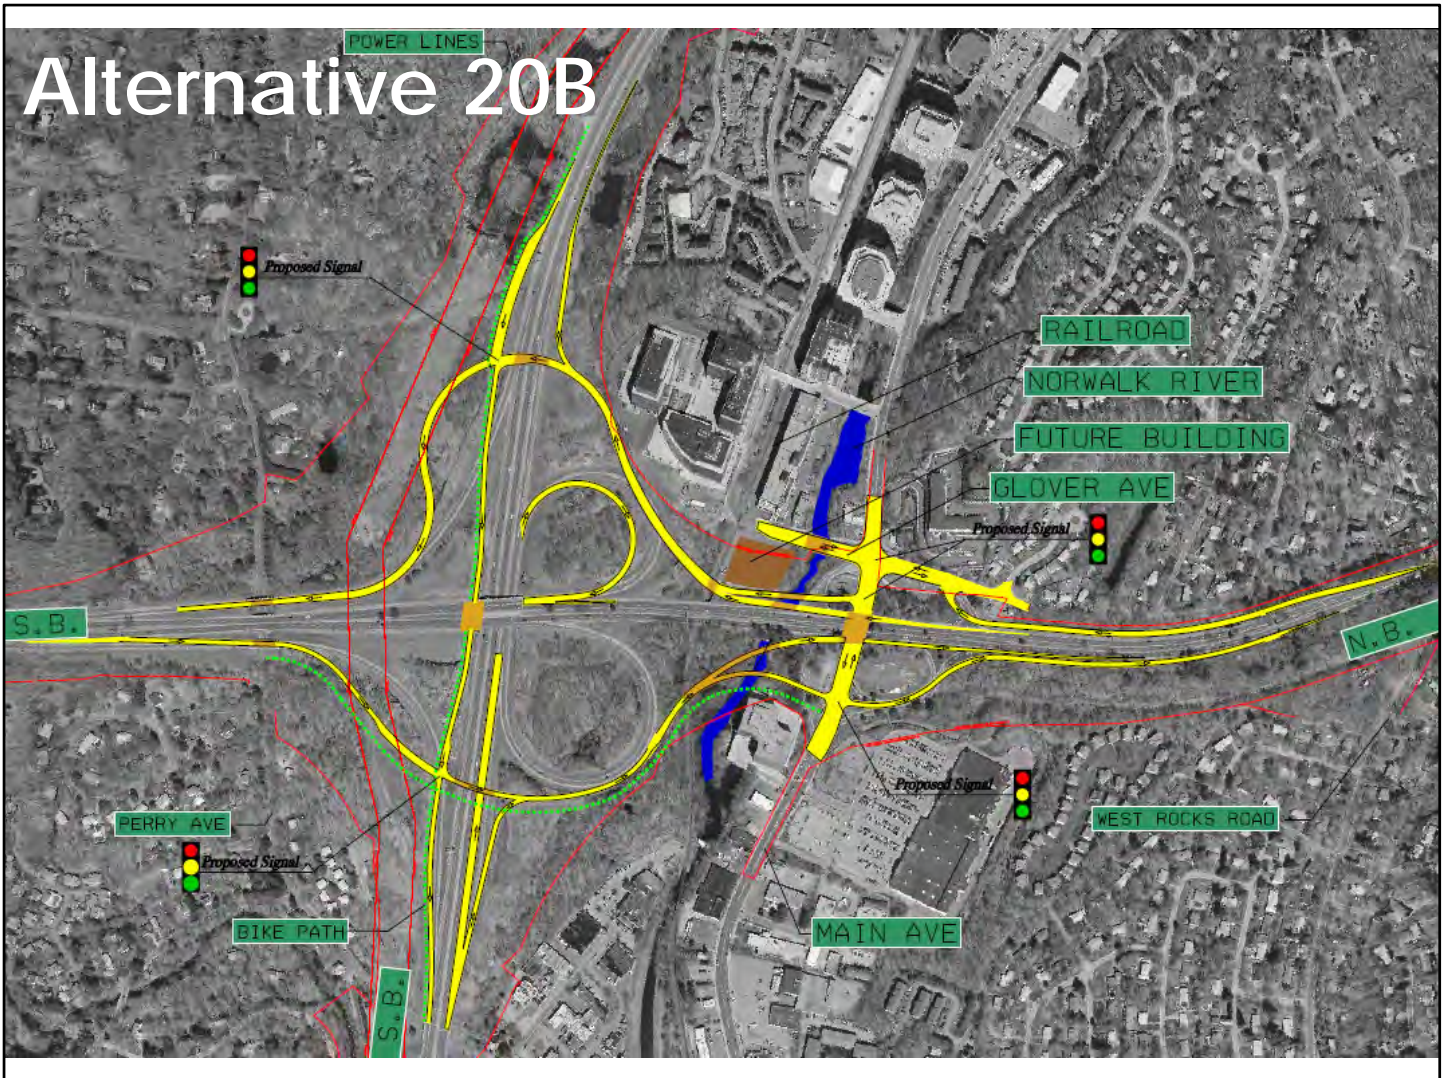 POWER LINES
Alternative 20B
Proposed Signal
RAILROAD
NORWALK RIVER
FUTURE BUILDING
GLOVER AVE
Proposed Signal
S.B.
N.B.
Proposed Signal
PERRY AVE
WEST ROCKS ROAD
Proposed Signal
BIKE PATH
MAIN AVE
S.B.